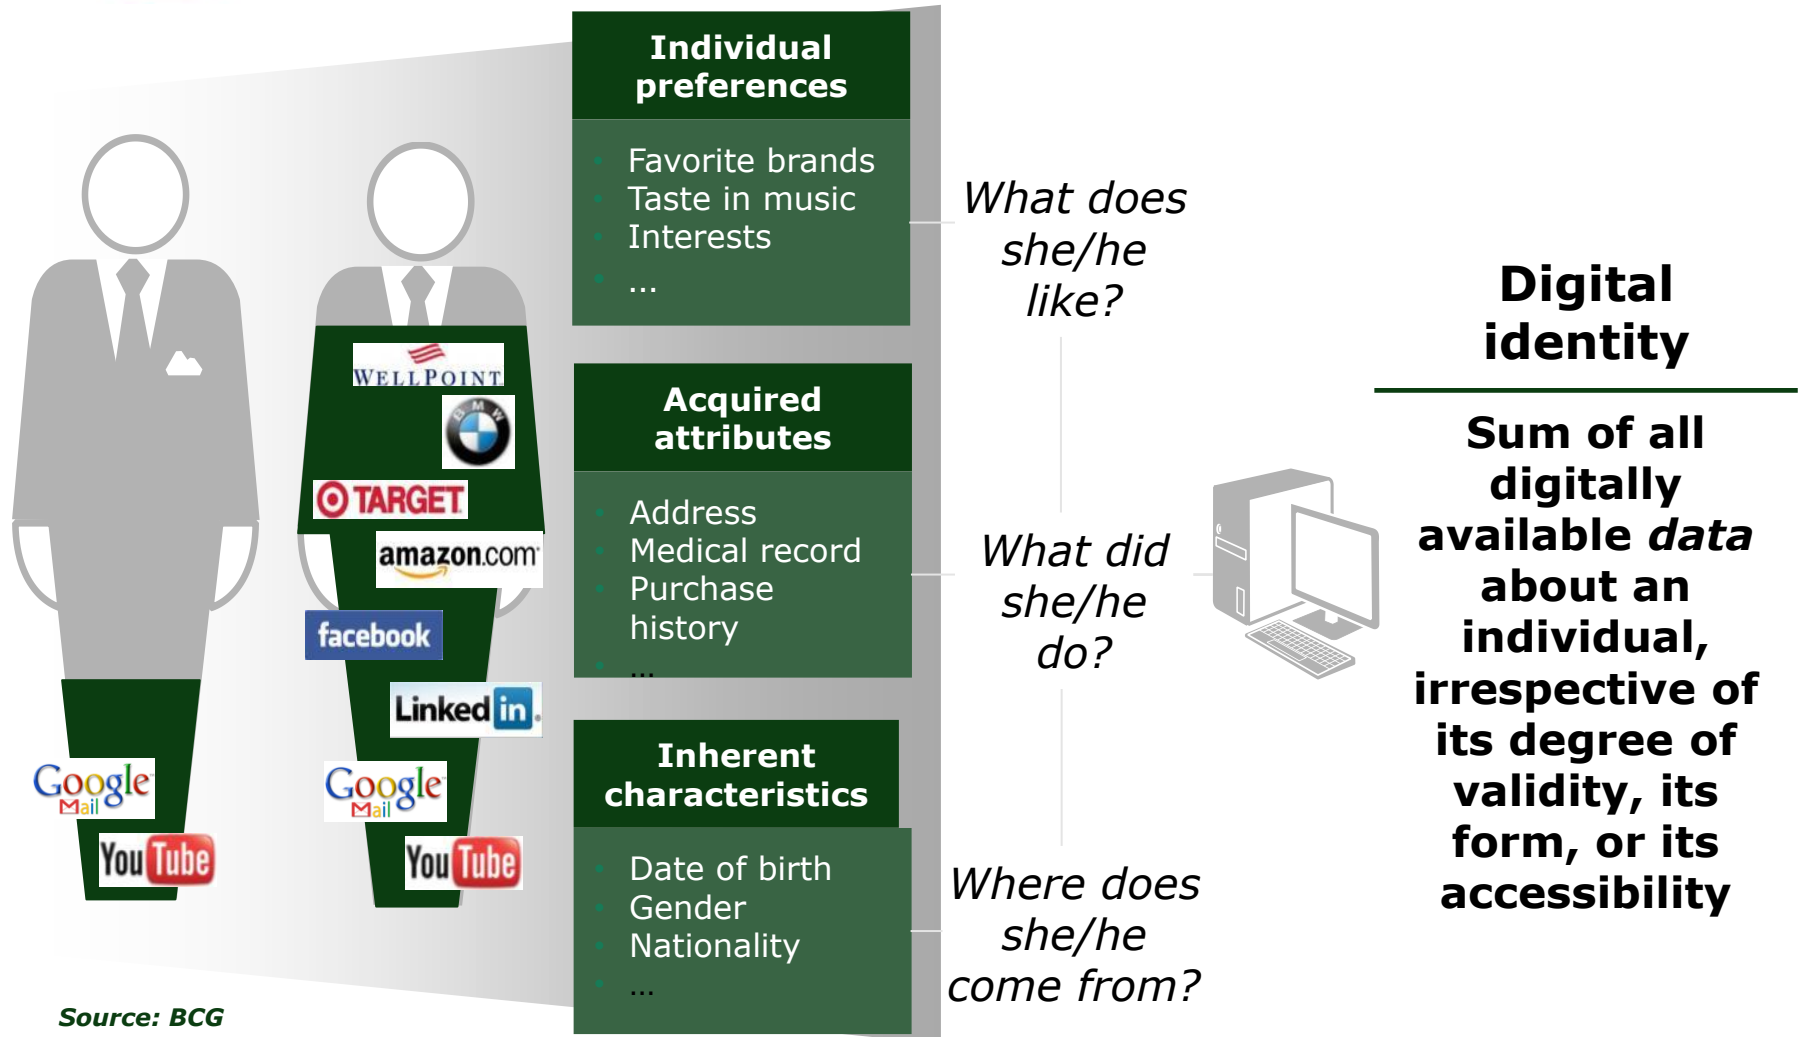 Individual
preferences
• Favorite brands
• Taste in music
• Interests
• ...
What does
she/he
like?
WELLPOINT.
BMW
TARGET.
amazon.com
facebook
Linked in.
Google
Mail
YouTube
Google
Mail
YouTube
Acquired
attributes
• Address
• Medical record
• Purchase
history
• ...
What did
she/he
do?
Inherent
characteristics
• Date of birth
• Gender
• Nationality
• ...
Where does
she/he
come from?
Digital
identity
Sum of all
digitally
available data
about an
individual,
irrespective of
its degree of
validity, its
form, or its
accessibility
Source: BCG